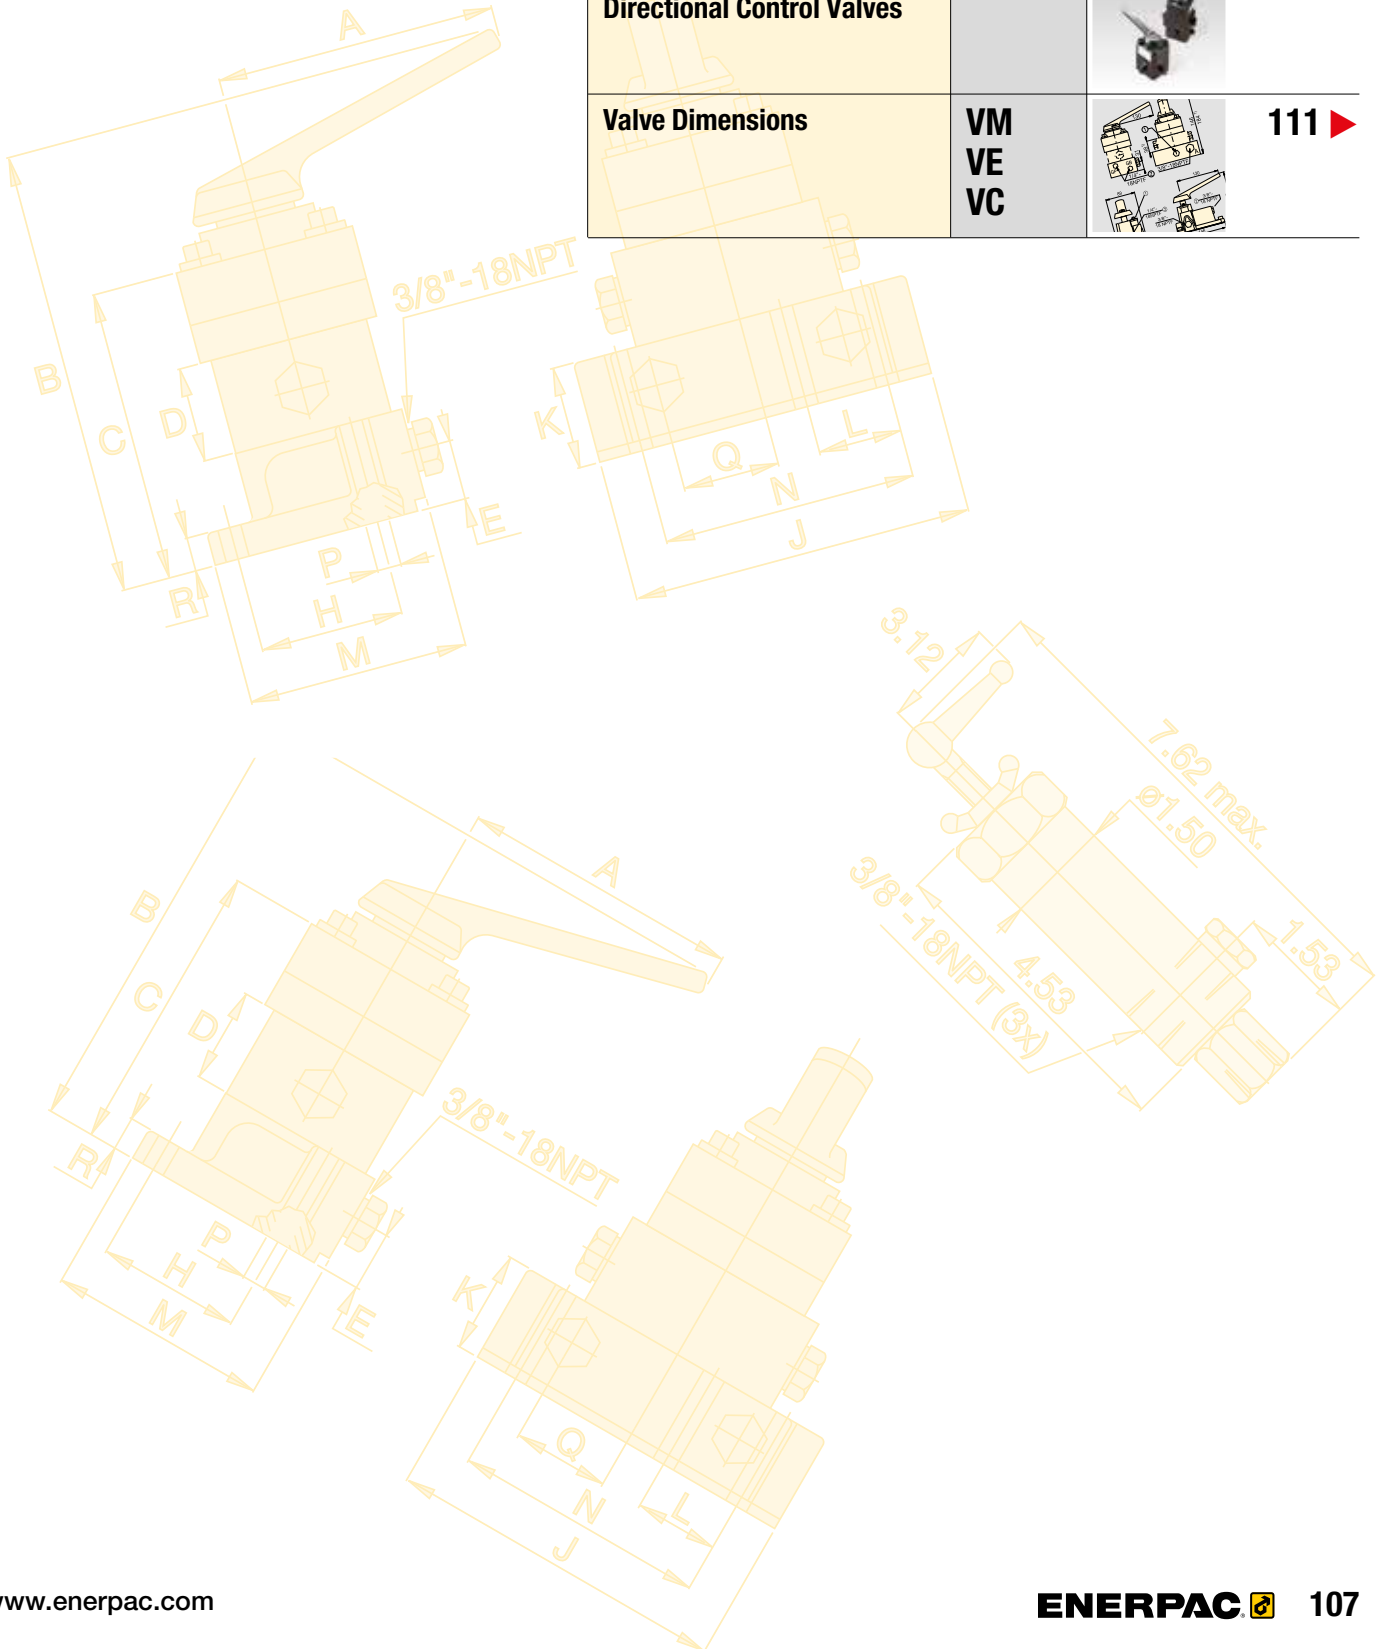 Directional Control Valves
Valve Dimensions
VM
VE
VC
111
A
B
C
D
3/8"-18NPT
E
R
P
H
M
K
L
Q
N
J
3.12
7.62 max.
ø1.50
3/8"-18NPT (3x)
4.53
1.53
A
B
C
D
R
3/8"-18NPT
P
H
M
E
K
Q
N
L
J
www.enerpac.com
ENERPAC
107